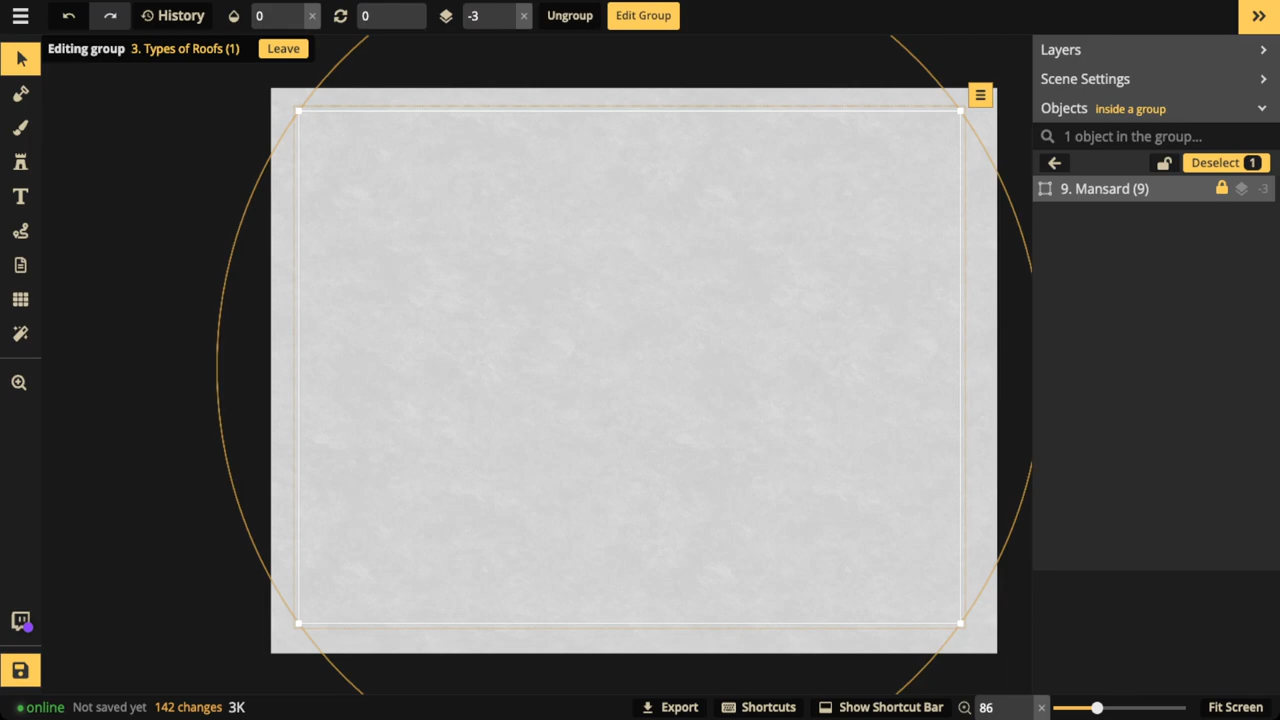 History
0
×
0
-3
×
Ungroup
Edit Group
Editing group 3. Types of Roofs (1)
Leave
Layers
Scene Settings
Objects inside a group
1 object in the group...
Deselect 1
9. Mansard (9)
-3
T
online
Not saved yet
142 changes
3K
Export
Shortcuts
Show Shortcut Bar
86
×
Fit Screen